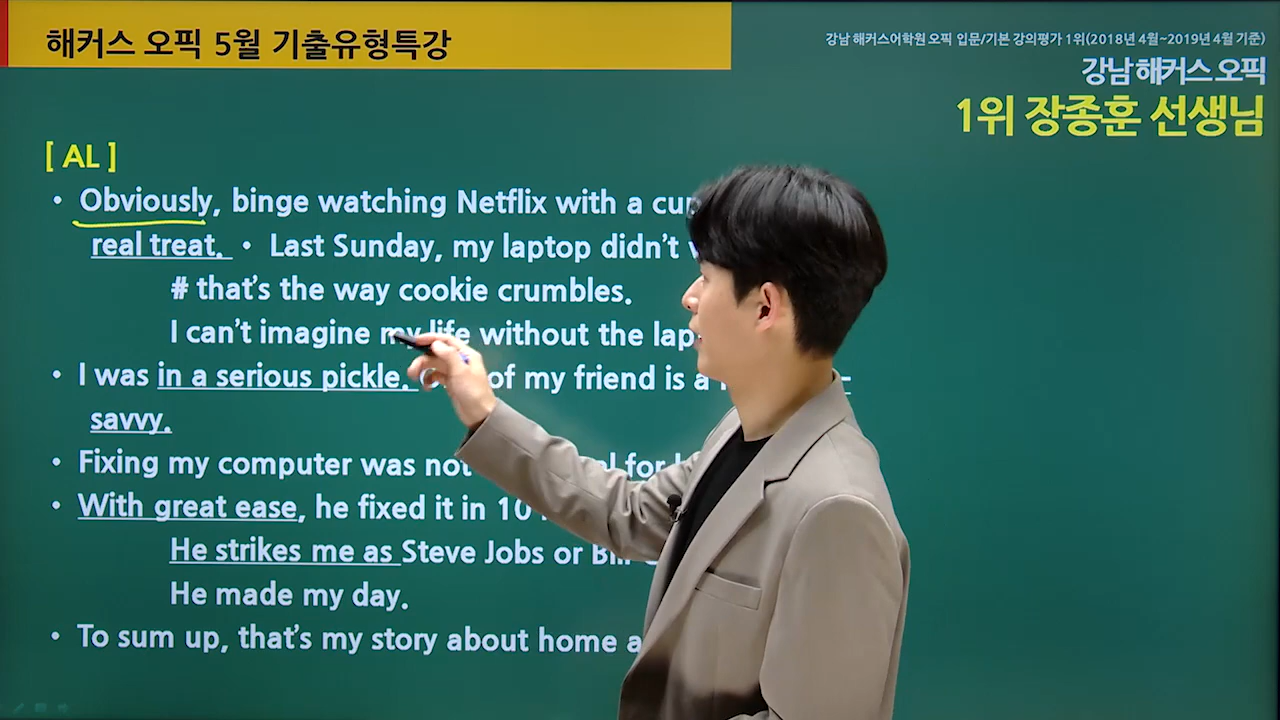 해커스 오픽 5월 기출유형특강
강남 해커스어학원 오픽 입문/기본 강의평가 1위(2018년 4월~2019년 4월 기준)
강남 해커스 오픽
1위 장종훈 선생님
[ AL ]
• Obviously, binge watching Netflix with a cup
real treat. • Last Sunday, my laptop didn't
# that's the way cookie crumbles.
I can't imagine my life without the
• I was in a serious pickle. of my friend is a
savvy.
• Fixing my computer was not for
• With great ease, he fixed it in 10
He strikes me as Steve Jobs or
He made my day.
• To sum up, that's my story about home